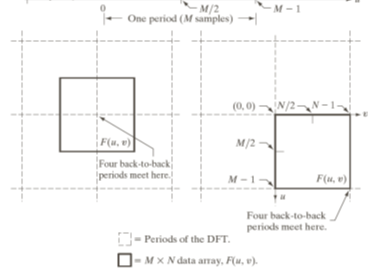 0
M/2
M − 1
One period (M samples)
(0, 0)
N/2
N − 1
v
F(u, v)
M/2
Four back-to-back
periods meet here.
M − 1
F(u, v)
u
Four back-to-back
periods meet here.
= Periods of the DFT.
= M × N data array, F(u, v).